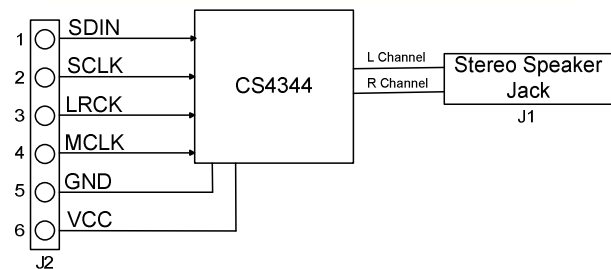 1 SDIN
2 SCLK
3 LRCK
4 MCLK
5 GND
6 VCC
J2
CS4344
L Channel
R Channel
Stereo Speaker
Jack
J1